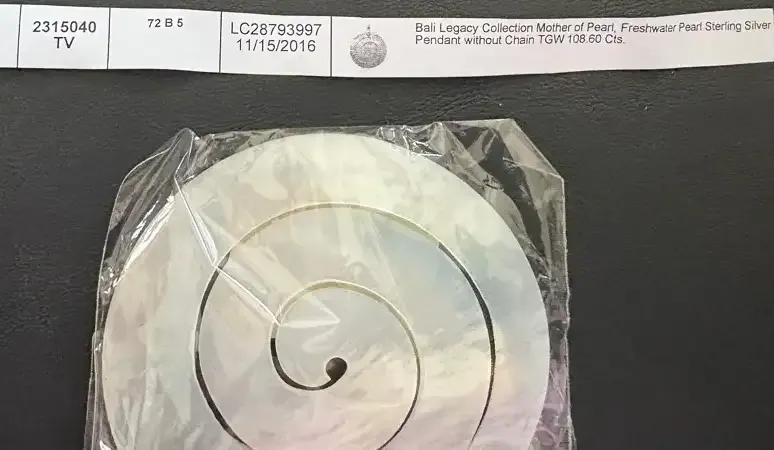 2315040
TV
72 B 5
LC28793997
11/15/2016
Bali Legacy Collection Mother of Pearl, Freshwater Pearl Sterling Silver
Pendant without Chain TGW 108.60 Cts.